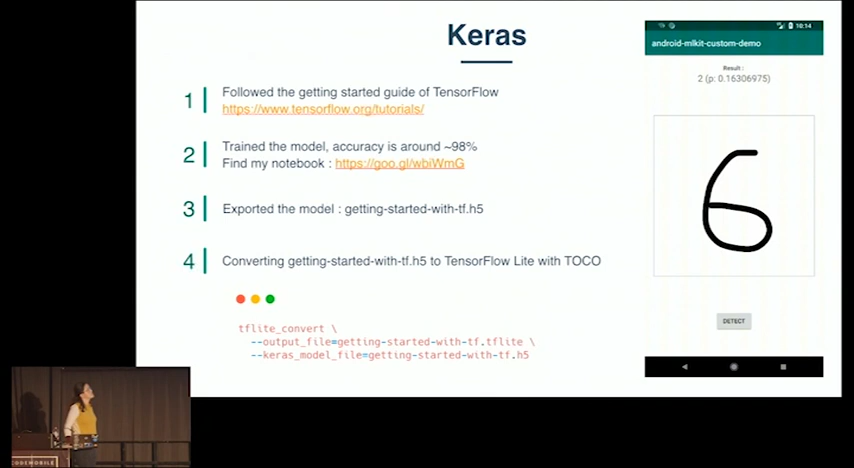 Keras
1
Followed the getting started guide of TensorFlow
https://www.tensorflow.org/tutorials/
2
Trained the model, accuracy is around ~98%
Find my notebook : https://goo.gl/wbiWmG
3
Exported the model : getting-started-with-tf.h5
4
Converting getting-started-with-tf.h5 to TensorFlow Lite with TOCO
tflite_convert \
--output_file=getting-started-with-tf.tflite \
--keras_model_file=getting-started-with-tf.h5
10:14
android-mlkit-custom-demo
Result :
2 (p: 0.16306975)
6
DETECT
CODEMOBILE